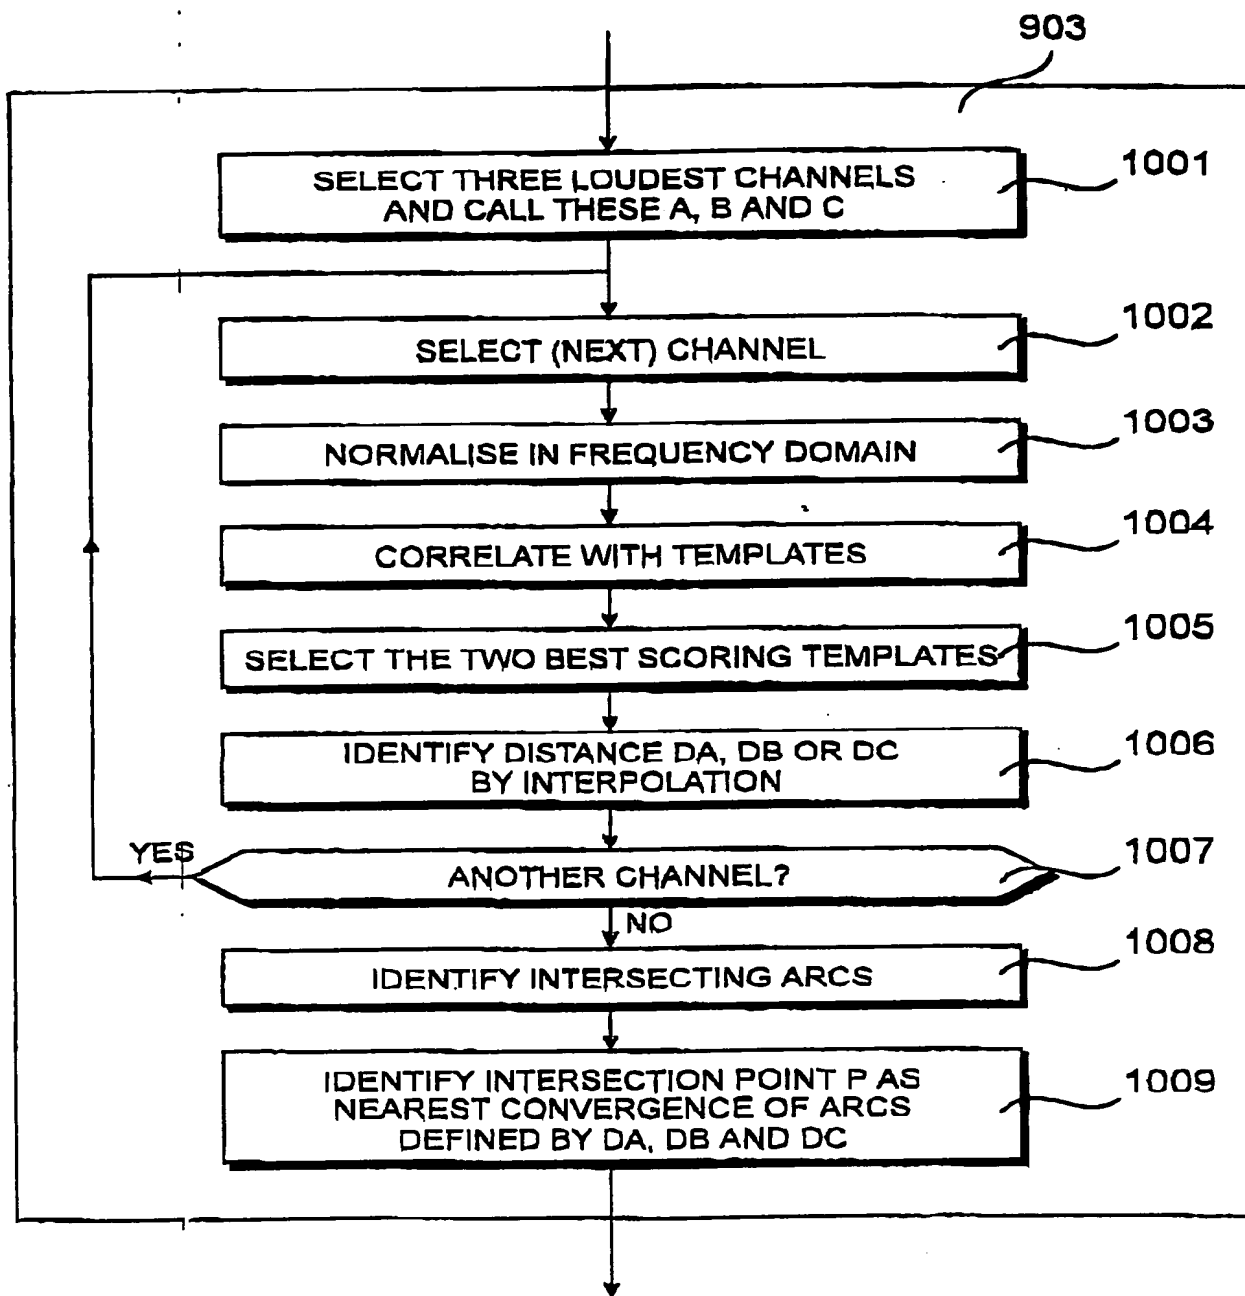 903
SELECT THREE LOUDEST CHANNELS
AND CALL THESE A, B AND C
1001
SELECT (NEXT) CHANNEL
1002
NORMALISE IN FREQUENCY DOMAIN
1003
CORRELATE WITH TEMPLATES
1004
SELECT THE TWO BEST SCORING TEMPLATES
1005
IDENTIFY DISTANCE DA, DB OR DC
BY INTERPOLATION
1006
YES
ANOTHER CHANNEL?
1007
NO
IDENTIFY INTERSECTING ARCS
1008
IDENTIFY INTERSECTION POINT P AS
NEAREST CONVERGENCE OF ARCS
DEFINED BY DA, DB AND DC
1009